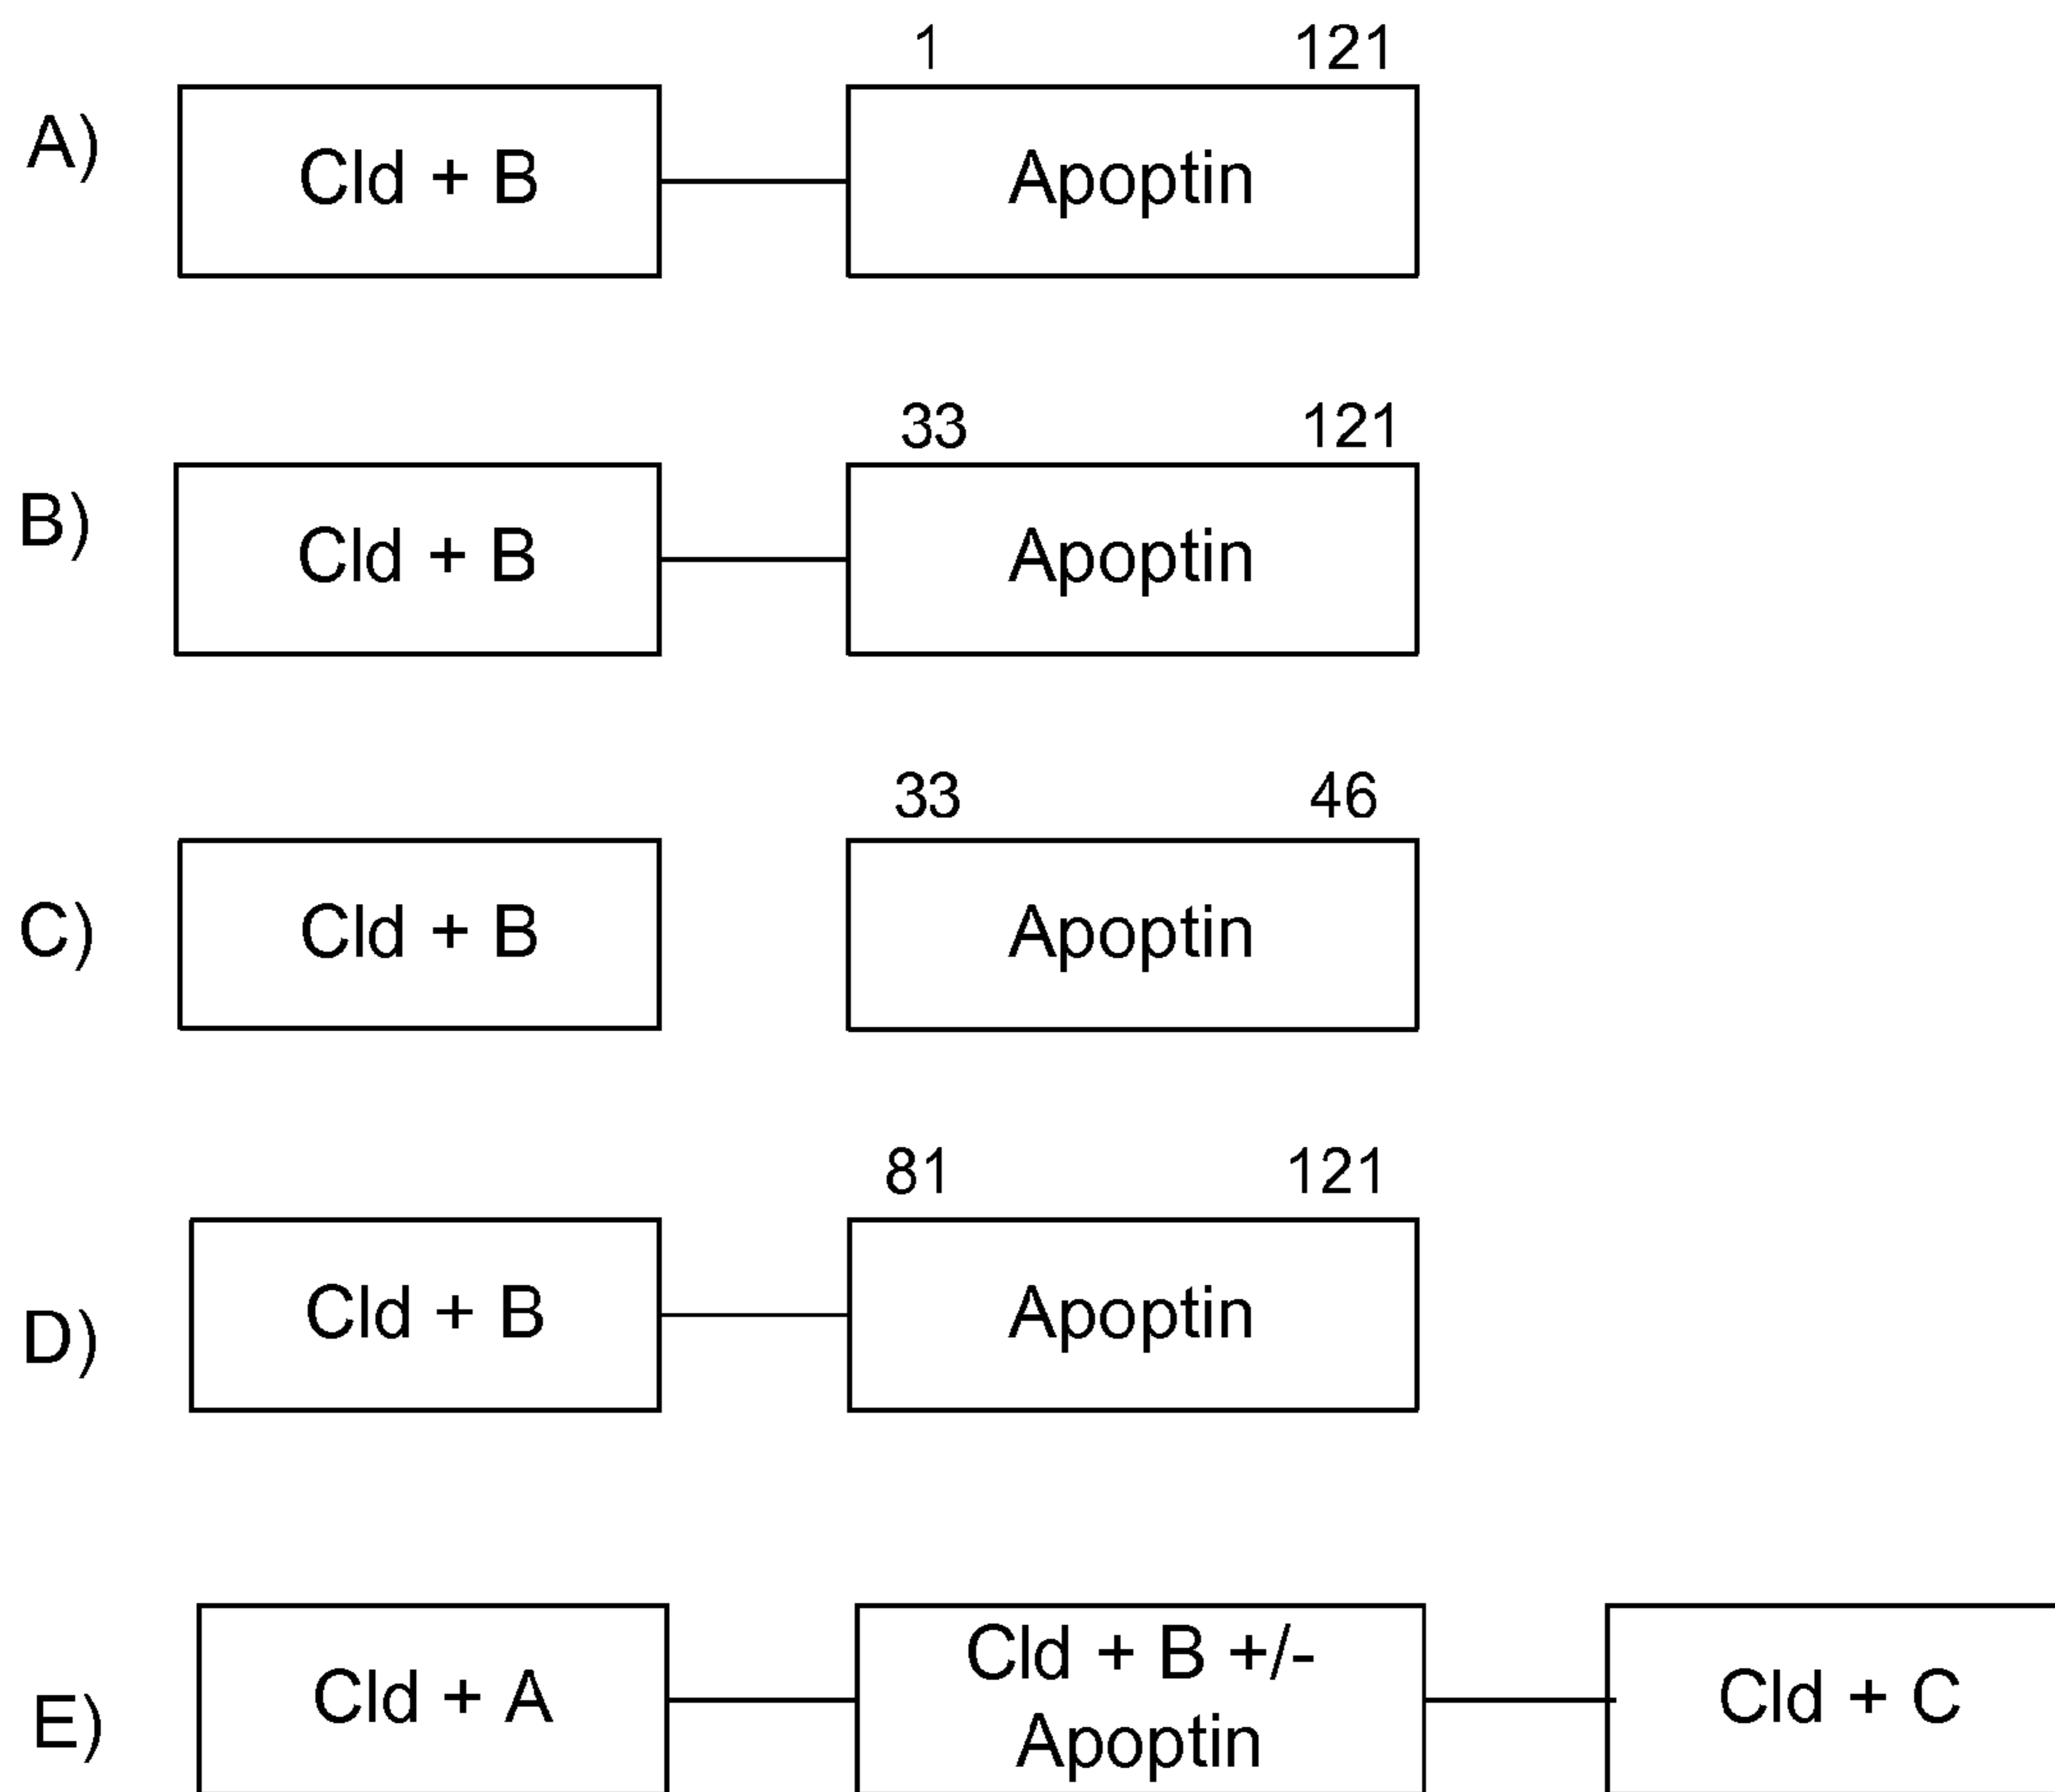 1 121
A) Cld + B Apoptin
33 121
B) Cld + B Apoptin
33 46
C) Cld + B Apoptin
81 121
D) Cld + B Apoptin
E) Cld + A Cld + B +/- Apoptin Cld + C